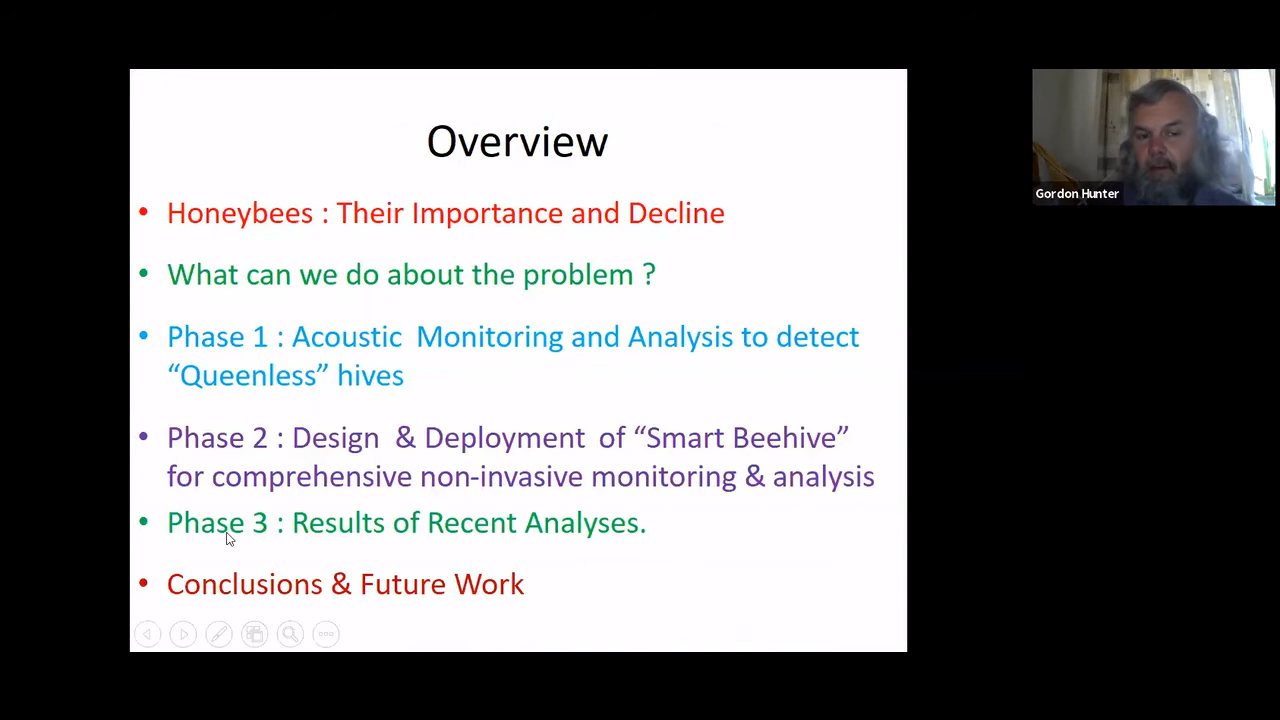 Overview
• Honeybees : Their Importance and Decline
• What can we do about the problem ?
• Phase 1 : Acoustic Monitoring and Analysis to detect
“Queenless” hives
• Phase 2 : Design & Deployment of “Smart Beehive”
for comprehensive non-invasive monitoring & analysis
• Phase 3 : Results of Recent Analyses.
• Conclusions & Future Work
Gordon Hunter